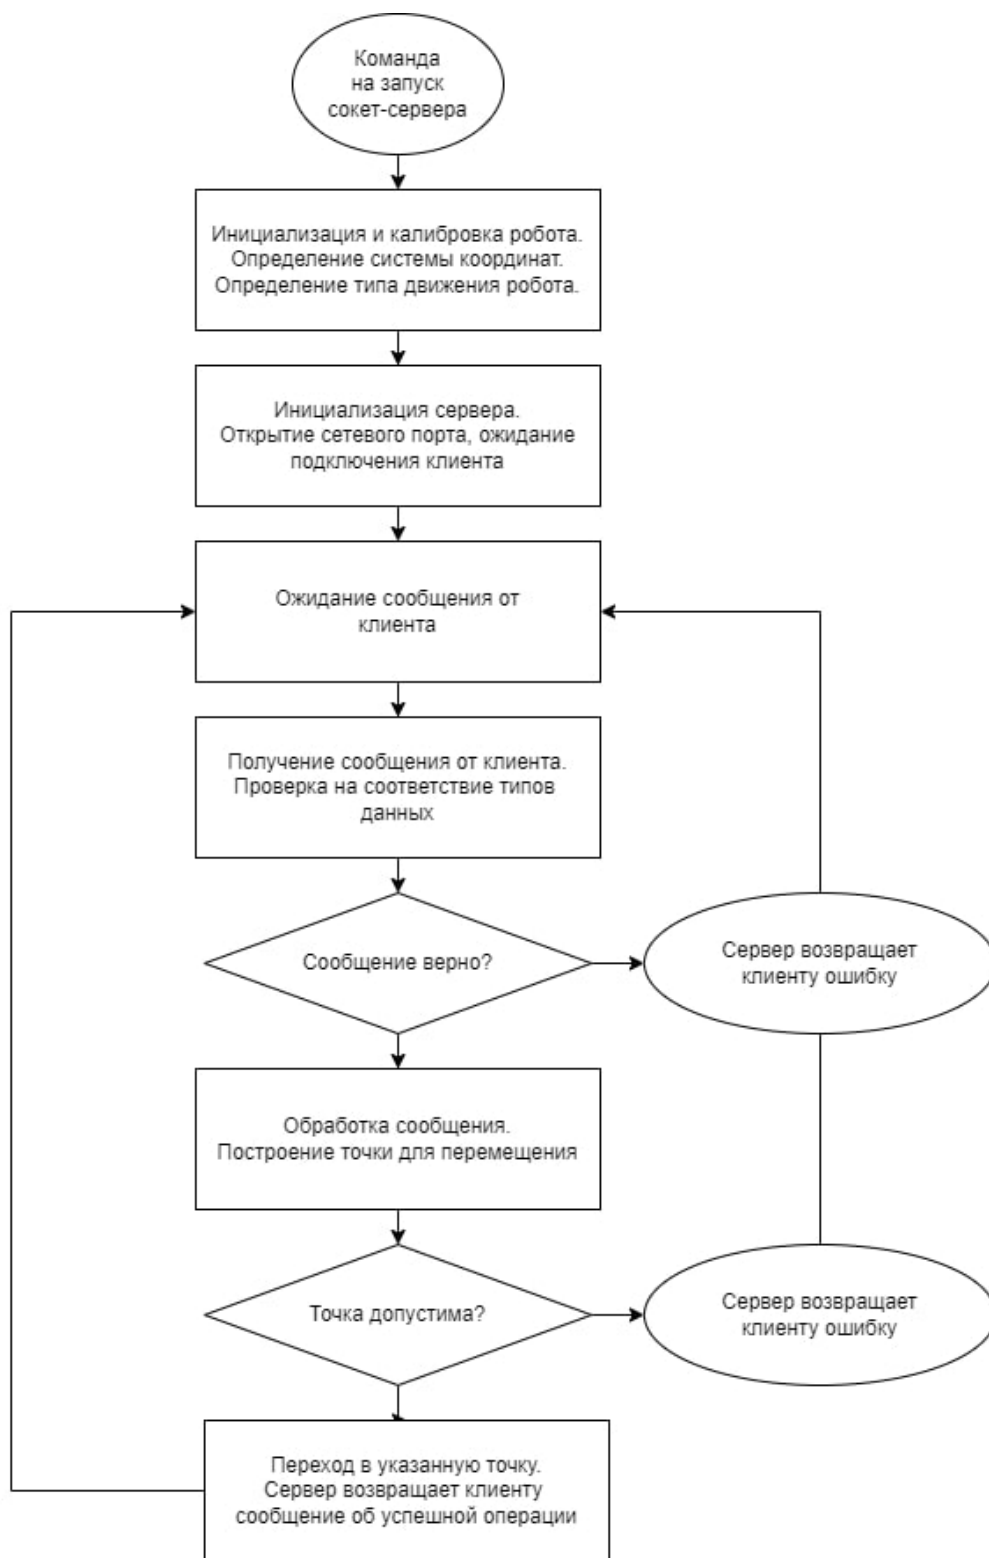 Команда
на запуск
сокет-сервера
Инициализация и калибровка робота.
Определение системы координат.
Определение типа движения робота.
Инициализация сервера.
Открытие сетевого порта, ожидание
подключения клиента
Ожидание сообщения от
клиента
Получение сообщения от клиента.
Проверка на соответствие типов
данных
Сообщение верно?
Сервер возвращает
клиенту ошибку
Обработка сообщения.
Построение точки для перемещения
Точка допустима?
Сервер возвращает
клиенту ошибку
Переход в указанную точку.
Сервер возвращает клиенту
сообщение об успешной операции